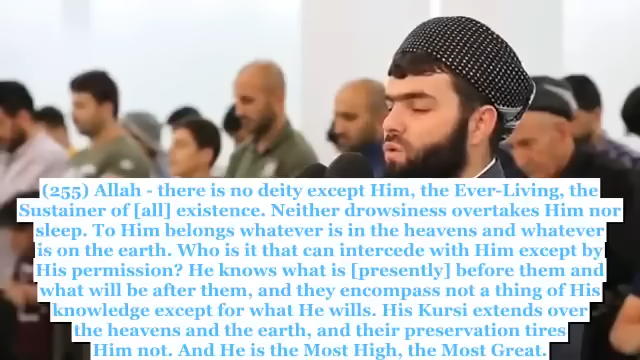 (255) Allah - there is no deity except Him, the Ever-Living, the
Sustainer of [all] existence. Neither drowsiness overtakes Him nor
sleep. To Him belongs whatever is in the heavens and whatever
is on the earth. Who is it that can intercede with Him except by
His permission? He knows what is [presently] before them and
what will be after them, and they encompass not a thing of His
knowledge except for what He wills. His Kursi extends over
the heavens and the earth, and their preservation tires
Him not. And He is the Most High, the Most Great.